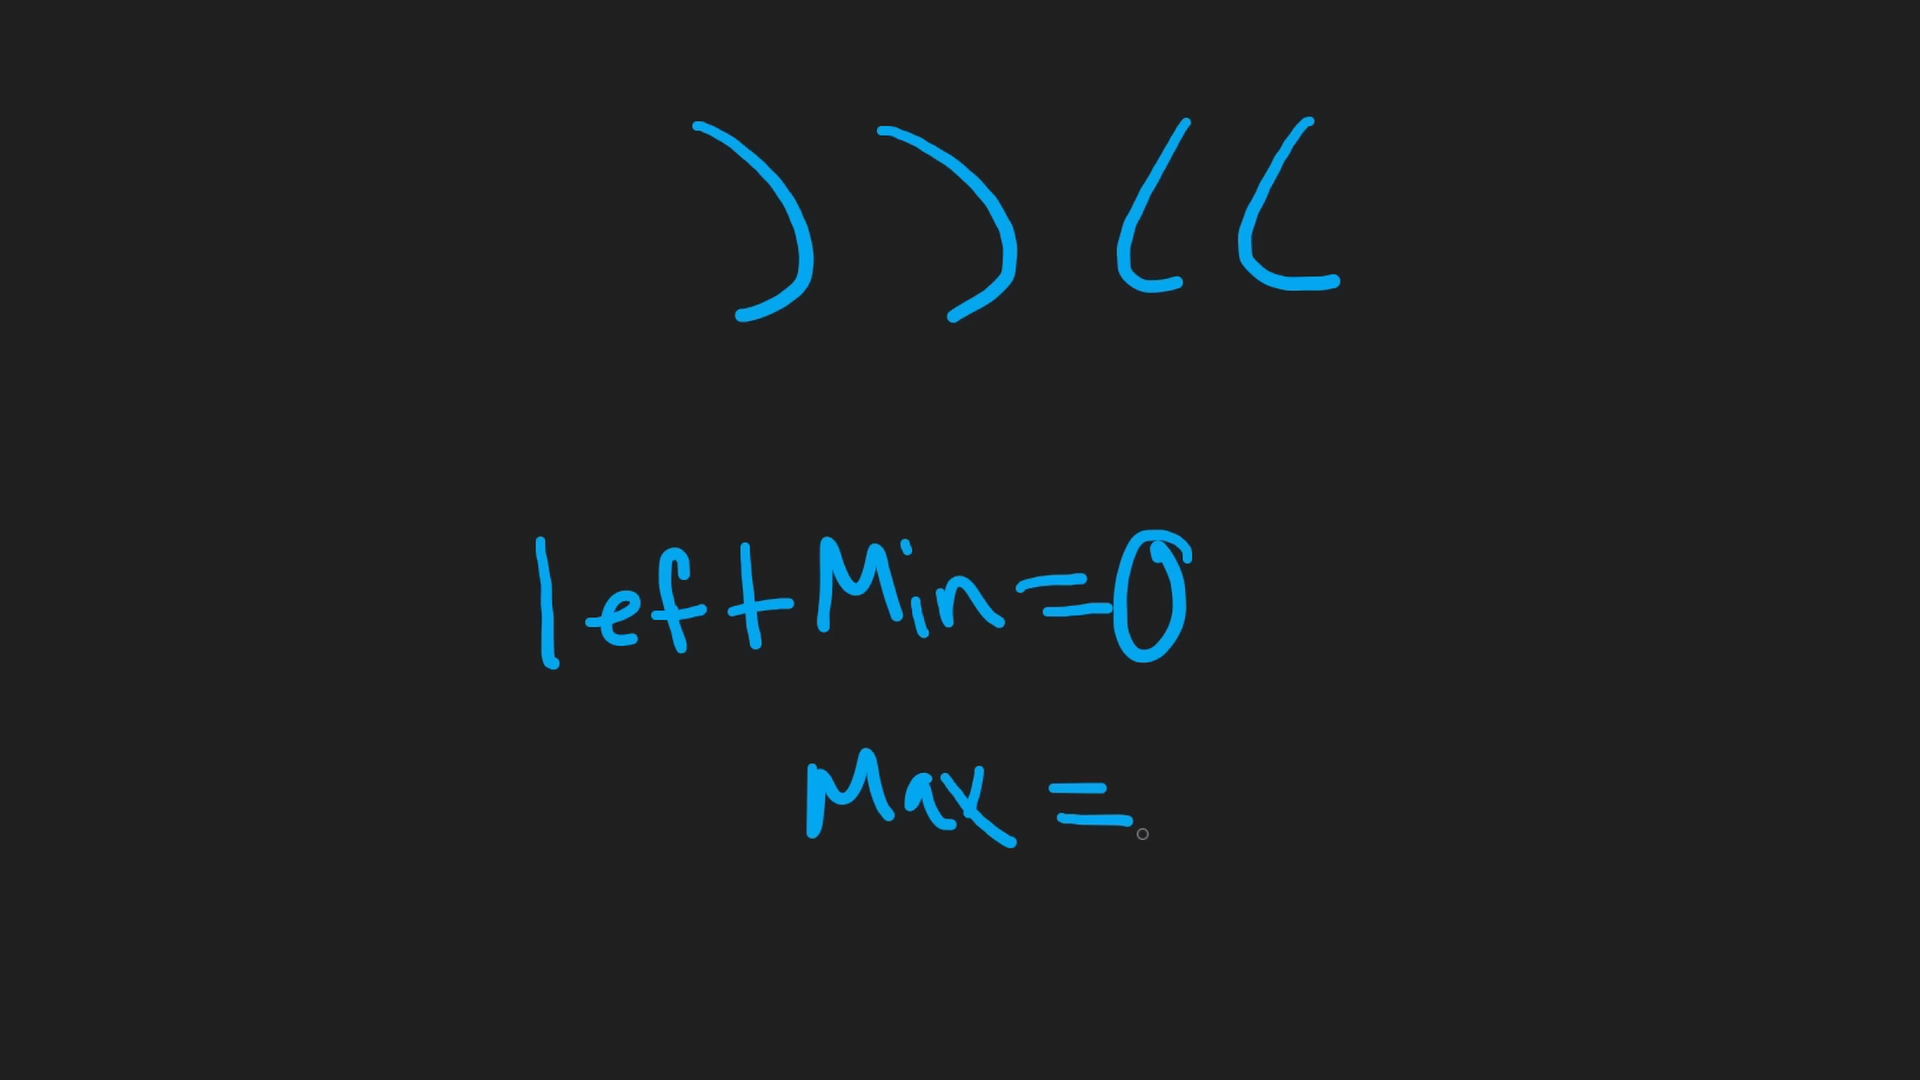 ) ) ( (
leftMin=0
Max =